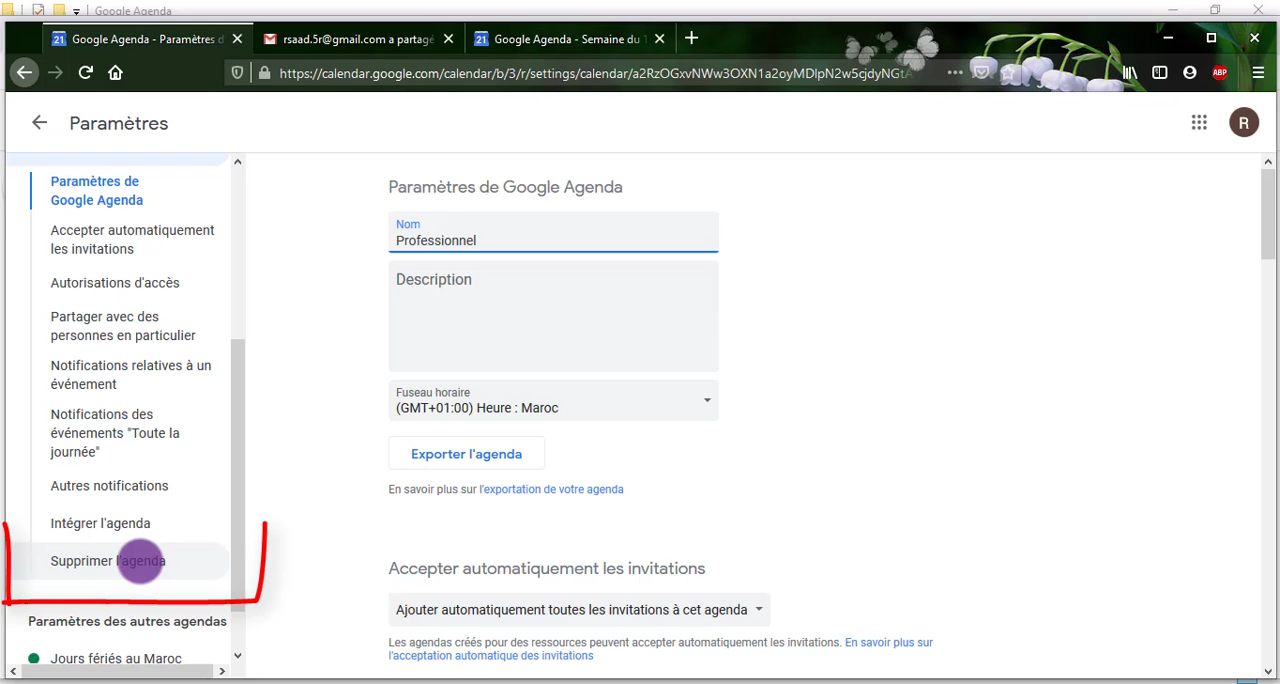 Google Agenda
21 Google Agenda - Paramètres d
rsaad.5r@gmail.com a partagé
21 Google Agenda - Semaine du
https://calendar.google.com/calendar/b/3/r/settings/calendar/
ABP
Paramètres
R
Paramètres de
Google Agenda
Accepter automatiquement
les invitations
Autorisations d'accès
Partager avec des
personnes en particulier
Notifications relatives à un
événement
Notifications des
événements "Toute la
journée"
Autres notifications
Intégrer l'agenda
Supprimer l'agenda
Paramètres des autres agendas
Jours fériés au Maroc
Paramètres de Google Agenda
Nom
Professionnel
Description
Fuseau horaire
(GMT+01:00) Heure : Maroc
Exporter l'agenda
En savoir plus sur l'exportation de votre agenda
Accepter automatiquement les invitations
Ajouter automatiquement toutes les invitations à cet agenda
Les agendas créés pour des ressources peuvent accepter automatiquement les invitations. En savoir plus sur
l'acceptation automatique des invitations